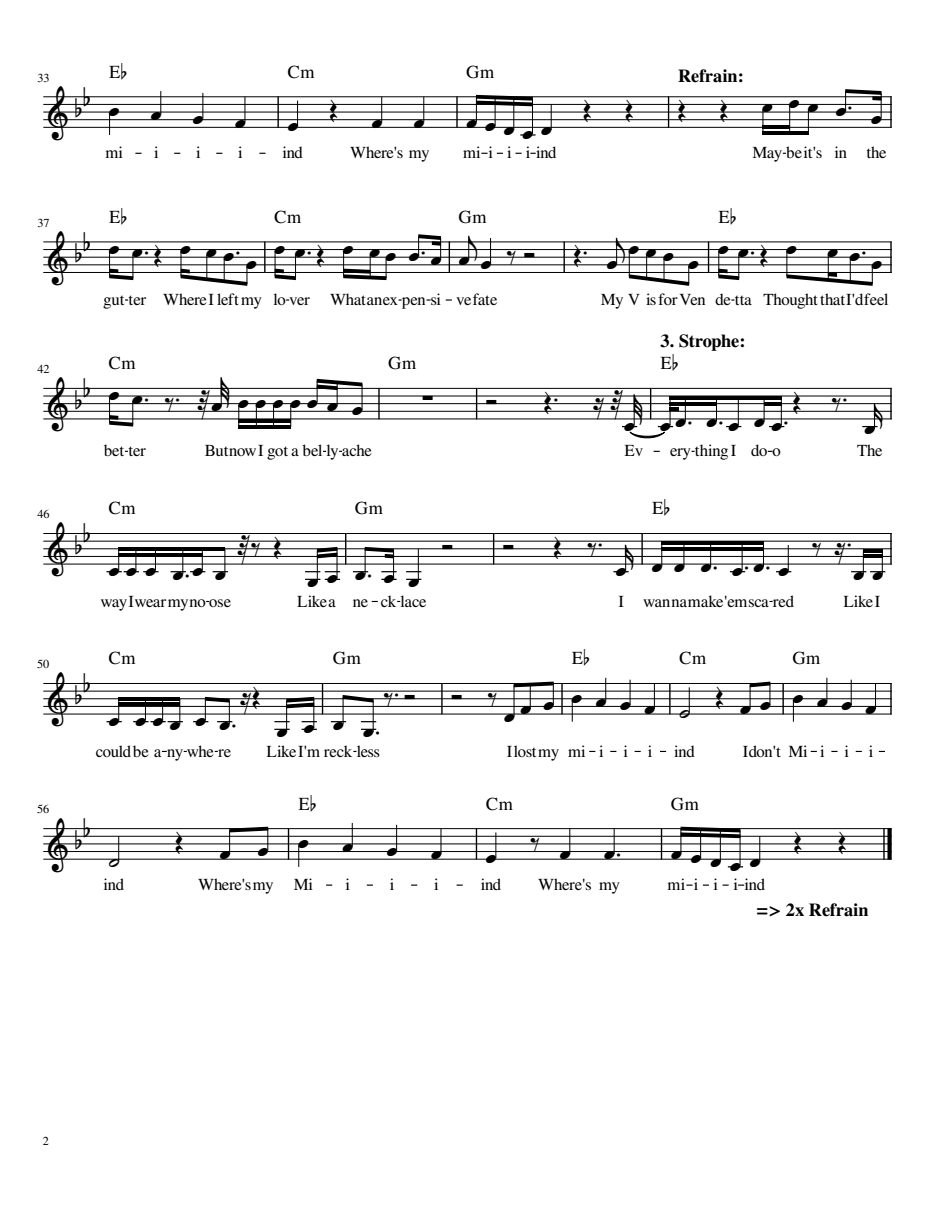 33 E♭ Cm Gm Refrain:
mi – i – i – i – ind Where's my mi–i – i–ind May-be it's in the
37 E♭ Cm Gm E♭
gut-ter Where I left my lo-ver What an ex-pen-si – ve fate My V is for Ven de-tta Thought that I'd feel
3. Strophe:
42 Cm Gm E♭
bet-ter But now I got a bel-ly-ache Ev – ery-thing I do-o The
46 Cm Gm E♭
way I wear my no-ose Like a ne – ck-lace I wanna make 'em sca-red Like I
50 Cm Gm E♭ Cm Gm
could be a-ny-whe-re Like I'm reck-less I lost my mi – i – i – i – ind I don't Mi – i – i – i –
56 E♭ Cm Gm
ind Where's my Mi – i – i – i – ind Where's my mi–i – i – i–ind
=> 2x Refrain
2